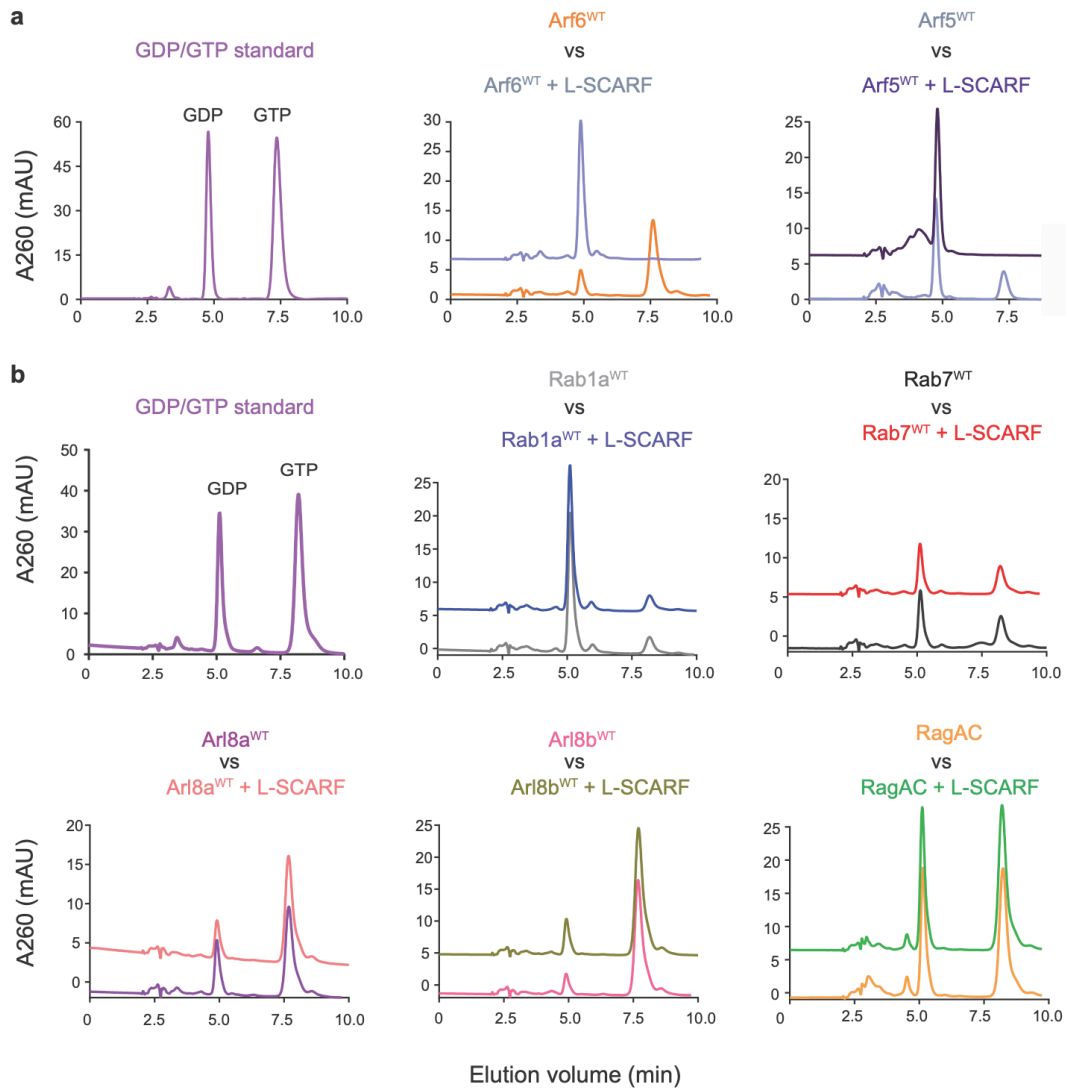 a
GDP/GTP standard
Arf6WT
vs
Arf6WT + L-SCARF
Arf5WT
vs
Arf5WT + L-SCARF
A260 (mAU)
GDP
GTP
60
45
30
15
0
0
2.5
5.0
7.5
10.0
30
25
20
15
10
5
0
0
2.5
5.0
7.5
10.0
25
20
15
10
5
0
0
2.5
5.0
7.5
b
GDP/GTP standard
Rab1aWT
vs
Rab1aWT + L-SCARF
Rab7WT
vs
Rab7WT + L-SCARF
A260 (mAU)
GDP
GTP
50
40
30
20
10
0
0
2.5
5.0
7.5
10.0
25
20
15
10
5
0
0
2.5
5.0
7.5
10.0
20
15
10
5
0
0
2.5
5.0
7.5
10.0
Arl8aWT
vs
Arl8aWT + L-SCARF
Arl8bWT
vs
Arl8bWT + L-SCARF
RagAC
vs
RagAC + L-SCARF
A260 (mAU)
20
15
10
5
0
0
2.5
5.0
7.5
10.0
25
20
15
10
5
0
0
2.5
5.0
7.5
10.0
25
20
15
10
5
0
0
2.5
5.0
7.5
10.0
Elution volume (min)